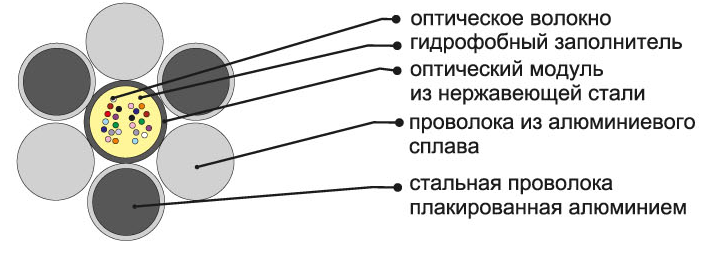 оптическое волокно
гидрофобный заполнитель
оптический модуль
из нержавеющей стали
проволока из алюминиевого
сплава
стальная проволока
плакированная алюминием